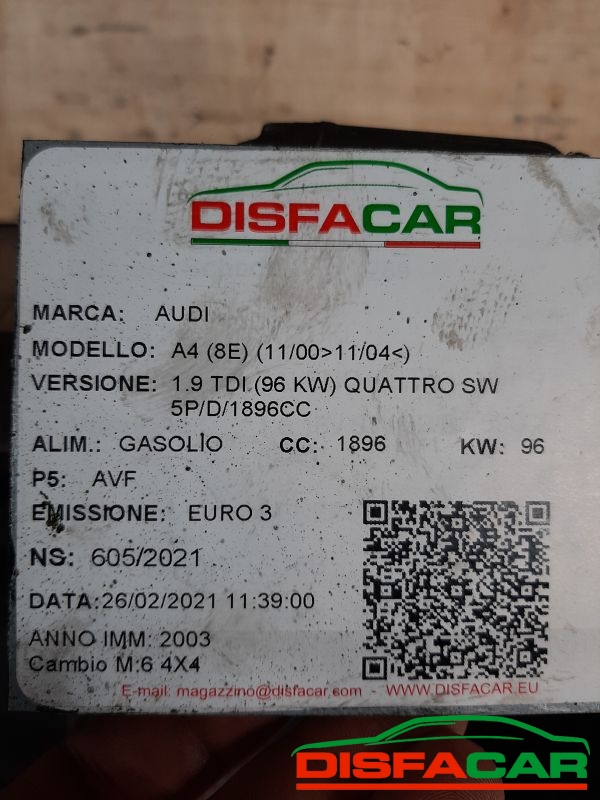 DISFACAR
MARCA: AUDI
MODELLO: A4 (8E) (11/00>11/04<)
VERSIONE: 1.9 TDI (96 KW) QUATTRO SW
5P/D/1896CC
ALIM.: GASOLIO CC: 1896 KW: 96
P5: AVF
EMISSIONE: EURO 3
NS: 605/2021
DATA:26/02/2021 11:39:00
ANNO IMM: 2003
Cambio M:6 4X4
E-mail: magazzino@disfacar.com - WWW.DISFACAR.EU
DISFACAR